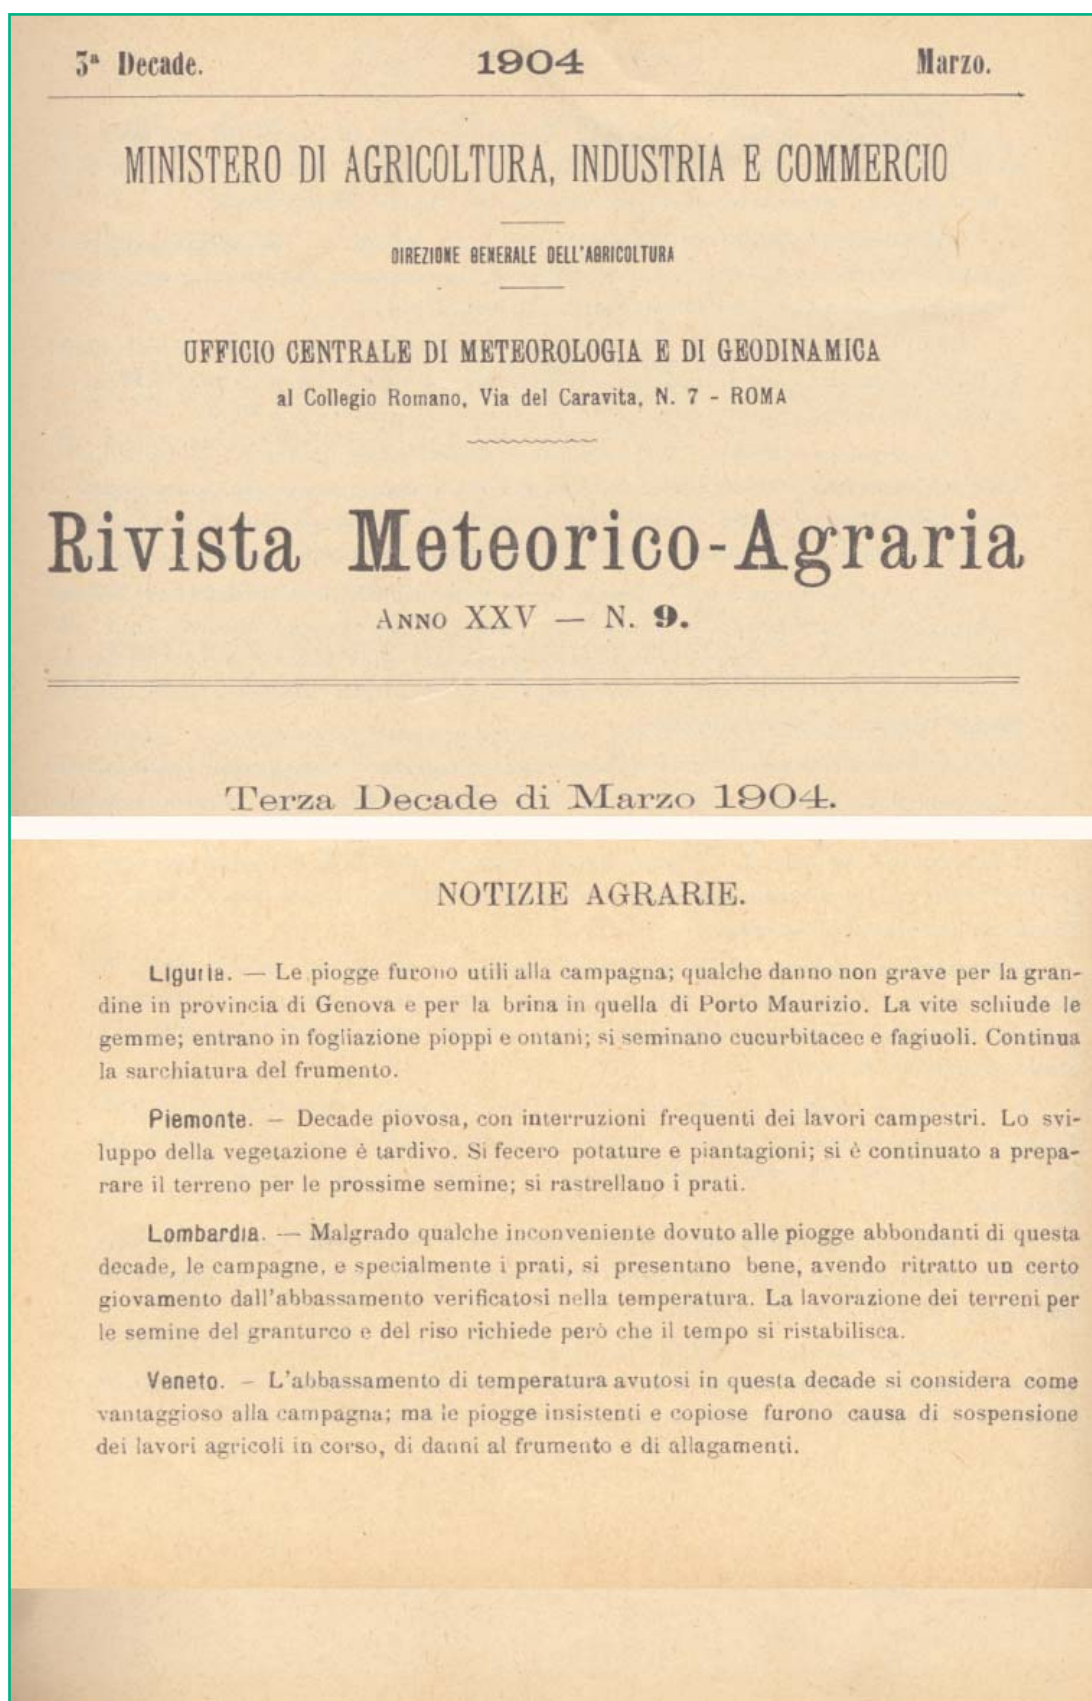 3ª Decade. 1904 Marzo.
MINISTERO DI AGRICOLTURA, INDUSTRIA E COMMERCIO
DIREZIONE GENERALE DELL'AGRICOLTURA
UFFICIO CENTRALE DI METEOROLOGIA E DI GEODINAMICA
al Collegio Romano, Via del Caravita, N. 7 - ROMA
Rivista Meteorico-Agraria
ANNO XXV — N. 9.
Terza Decade di Marzo 1904.
NOTIZIE AGRARIE.
Liguria. — Le piogge furono utili alla campagna; qualche danno non grave per la gran-
dine in provincia di Genova e per la brina in quella di Porto Maurizio. La vite schiude le
gemme; entrano in fogliazione pioppi e ontani; si seminano cucurbitacee e fagiuoli. Continua
la sarchiatura del frumento.
Piemonte. — Decade piovosa, con interruzioni frequenti dei lavori campestri. Lo svi-
luppo della vegetazione è tardivo. Si fecero potature e piantagioni; si è continuato a prepa-
rare il terreno per le prossime semine; si rastrellano i prati.
Lombardia. — Malgrado qualche inconveniente dovuto alle piogge abbondanti di questa
decade, le campagne, e specialmente i prati, si presentano bene, avendo ritratto un certo
giovamento dall'abbassamento verificatosi nella temperatura. La lavorazione dei terreni per
le semine del granturco e del riso richiede però che il tempo si ristabilisca.
Veneto. — L'abbassamento di temperatura avutosi in questa decade si considera come
vantaggioso alla campagna; ma le piogge insistenti e copiose furono causa di sospensione
dei lavori agricoli in corso, di danni al frumento e di allagamenti.